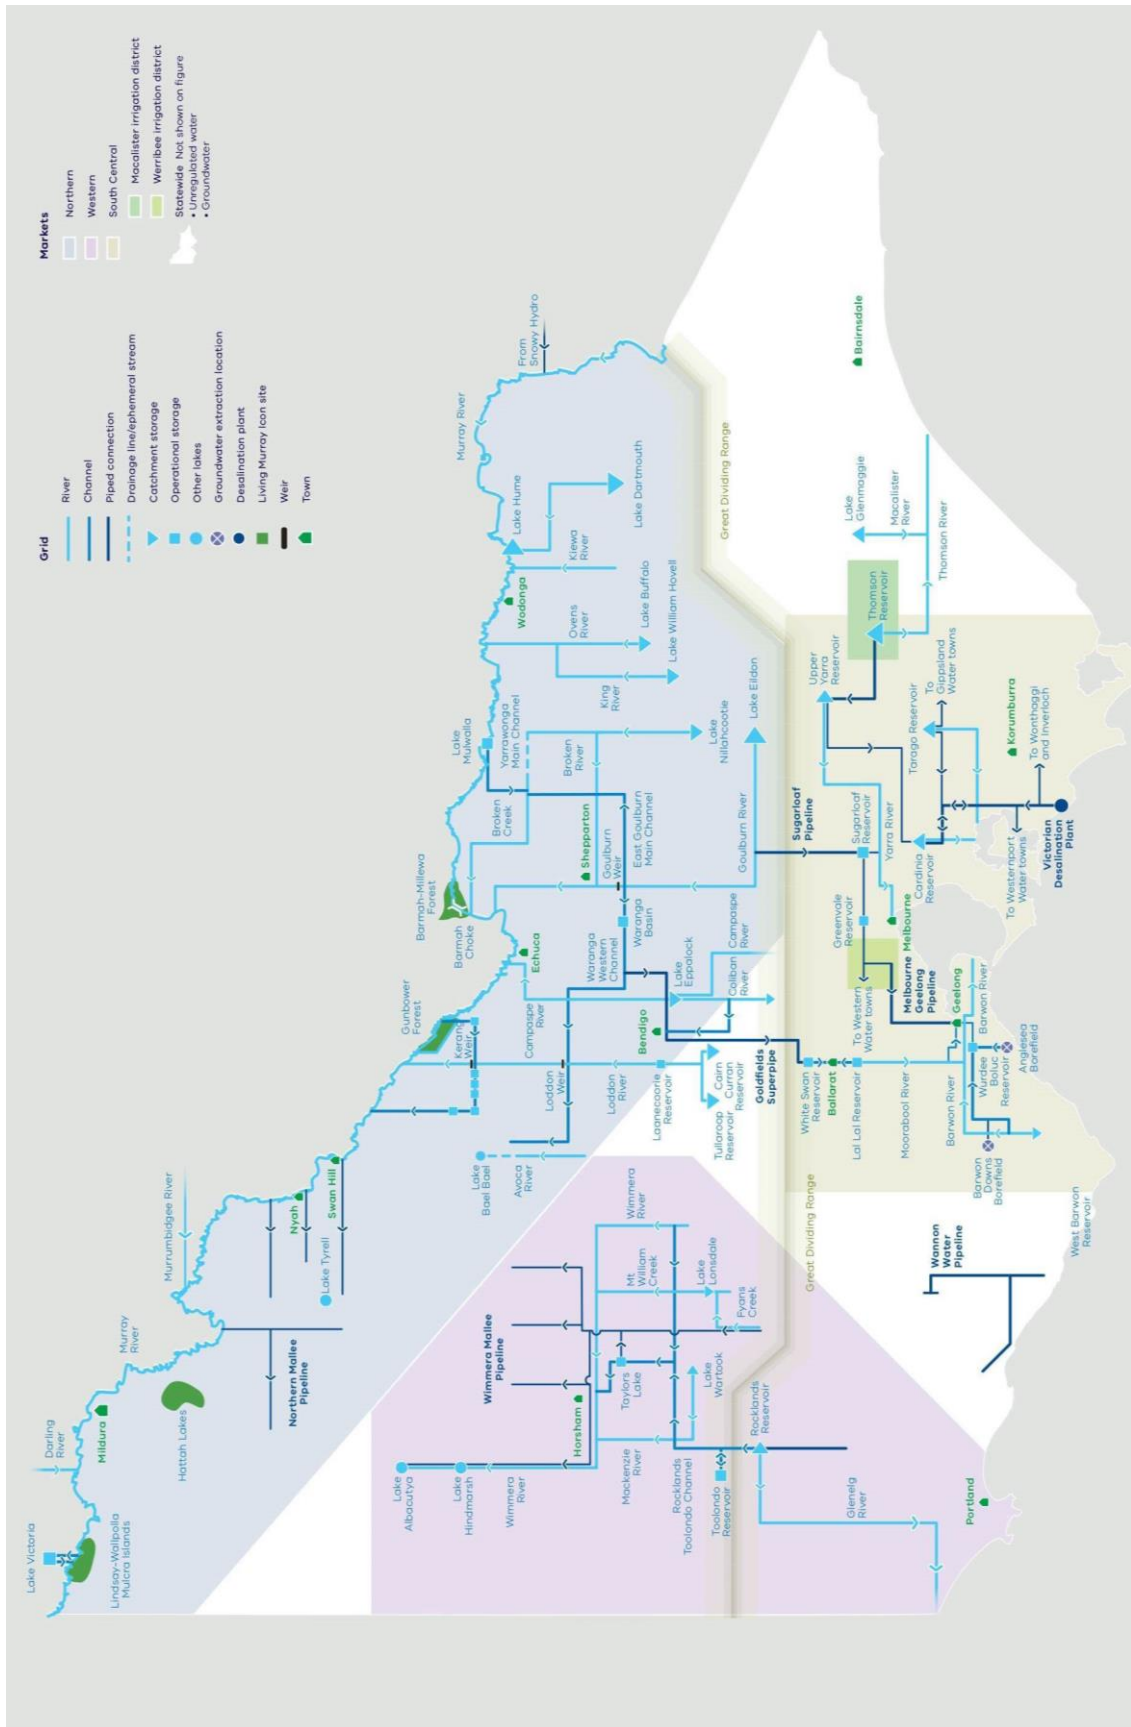 Grid
River
Channel
Piped connection
Drainage line/ephemeral stream
Catchment storage
Operational storage
Other lakes
Groundwater extraction location
Desalination plant
Living Murray Icon site
Weir
Town
Markets
Northern
Western
South Central
Macalister irrigation district
Werribee irrigation district
Statewide Not shown on figure
• Unregulated water
• Groundwater
Lake Victoria
Lindsay-Wallpolla
Mulcra Islands
Darling
River
Mildura
Hattah Lakes
Murray
River
Northern Mallee
Pipeline
Murrumbidgee River
Nyah
Lake Tyrell
Swan Hill
Lake
Bael Bael
Avoca
River
Gunbower
Forest
Kerang
Weir
Campaspe
River
Loddon
Weir
Loddon
River
Laanecoorie
Reservoir
Tullaroop
Reservoir
Cairn
Curran
Reservoir
Echuca
Barmah-Millewa
Forest
Barmah
Choke
Waranga
Western
Channel
Bendigo
Lake
Eppalock
Campaspe
River
Coliban
River
Goldfields
Superpipe
Broken
Creek
Shepparton
Goulburn
Weir
East Goulburn
Main Channel
Waranga
Basin
Lake
Mulwala
Yarrawonga
Main Channel
Broken
River
Lake
Nillahcootie
Goulburn River
Lake Eildon
King
River
Ovens
River
Lake Buffalo
Lake William Hovell
Wodonga
Kiewa
River
Lake Hume
Lake Dartmouth
Murray River
From
Snowy Hydro
Great Dividing Range
Wimmera Mallee
Pipeline
Lake
Albacutya
Lake
Hindmarsh
Wimmera
River
Horsham
Mackenzie
River
Taylors
Lake
Mt
William
Creek
Wimmera
River
Lake
Lonsdale
Fyans
Creek
Lake
Wartook
Rocklands
Toolondo Channel
Toolondo
Reservoir
Rocklands
Reservoir
Glenelg
River
Portland
Great Dividing Range
Wannon
Water
Pipeline
White Swan
Reservoir
Ballarat
Lal Lal Reservoir
Moorabool River
Barwon River
Barwon
Downs
Borefield
West Barwon
Reservoir
Wurdee
Boluc
Reservoir
Anglesea
Borefield
Barwon River
Geelong
Melbourne
Geelong
Pipeline
To Western
Water towns
Greenvale
Reservoir
Melbourne
Sugarloaf
Pipeline
Sugarloaf
Reservoir
Yarra River
Upper
Yarra
Reservoir
Thomson
Reservoir
Cardinia
Reservoir
Tarago Reservoir
To
Gippsland
Water towns
Korumburra
To Wonthaggi
and Inverloch
To Westernport
Water towns
Victorian
Desalination
Plant
Lake
Glenmaggie
Macalister
River
Thomson River
Bairnsdale